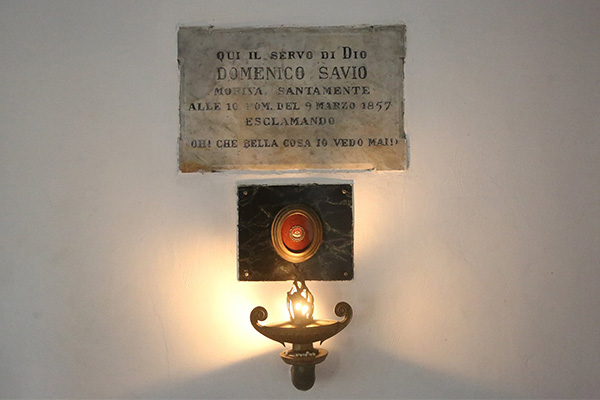 QUI IL SERVO DI DIO
DOMENICO SAVIO
MORIVA SANTAMENTE
ALLE 10 POM. DEL 9 MARZO 1857
ESCLAMANDO
(OH! CHE BELLA COSA IO VEDO MAI!)